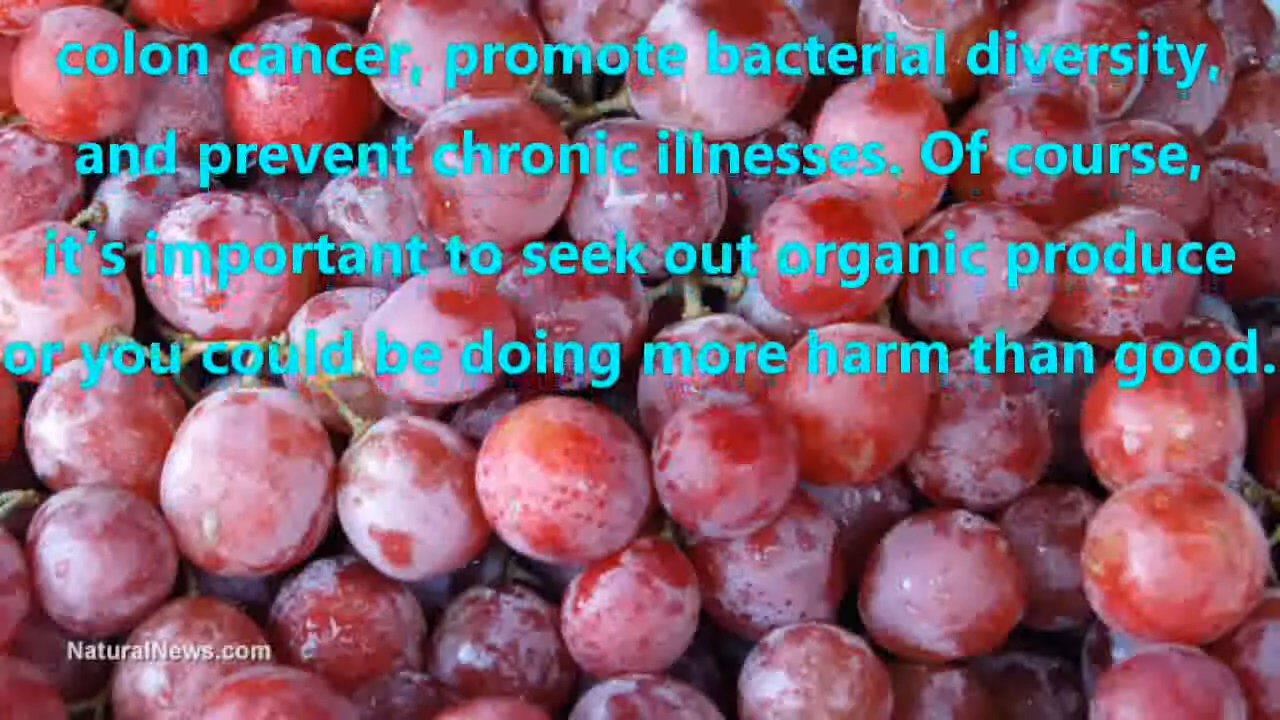 colon cancer, promote bacterial diversity,
and prevent chronic illnesses. Of course,
it's important to seek out organic produce
or you could be doing more harm than good.
NaturalNews.com